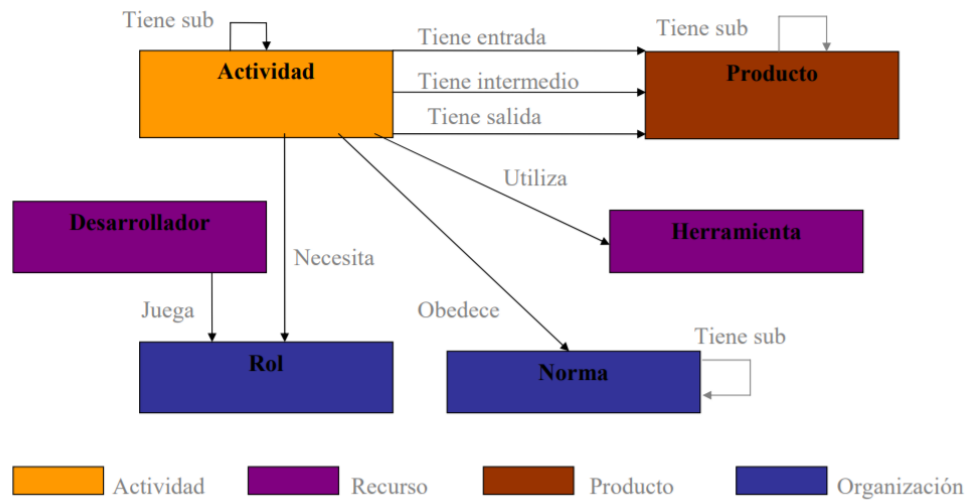 Tiene sub
Tiene entrada
Tiene sub
Actividad
Producto
Tiene intermedio
Tiene salida
Utiliza
Desarrollador
Herramienta
Necesita
Juega
Obedece
Tiene sub
Rol
Norma
Actividad
Recurso
Producto
Organización